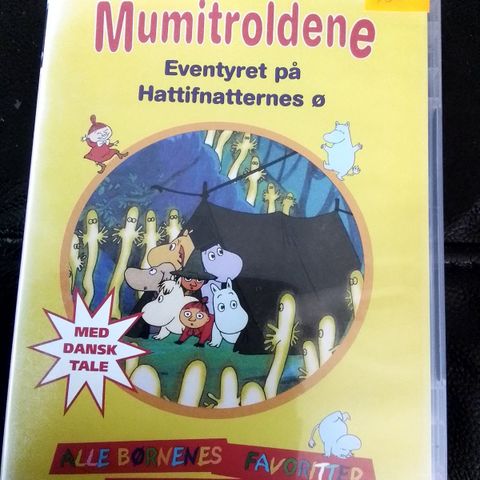 Mumitroldene
Eventyret på
Hattifnatternes ø
MED
DANSK
TALE
ALLE BØRNENES FAVORITTER